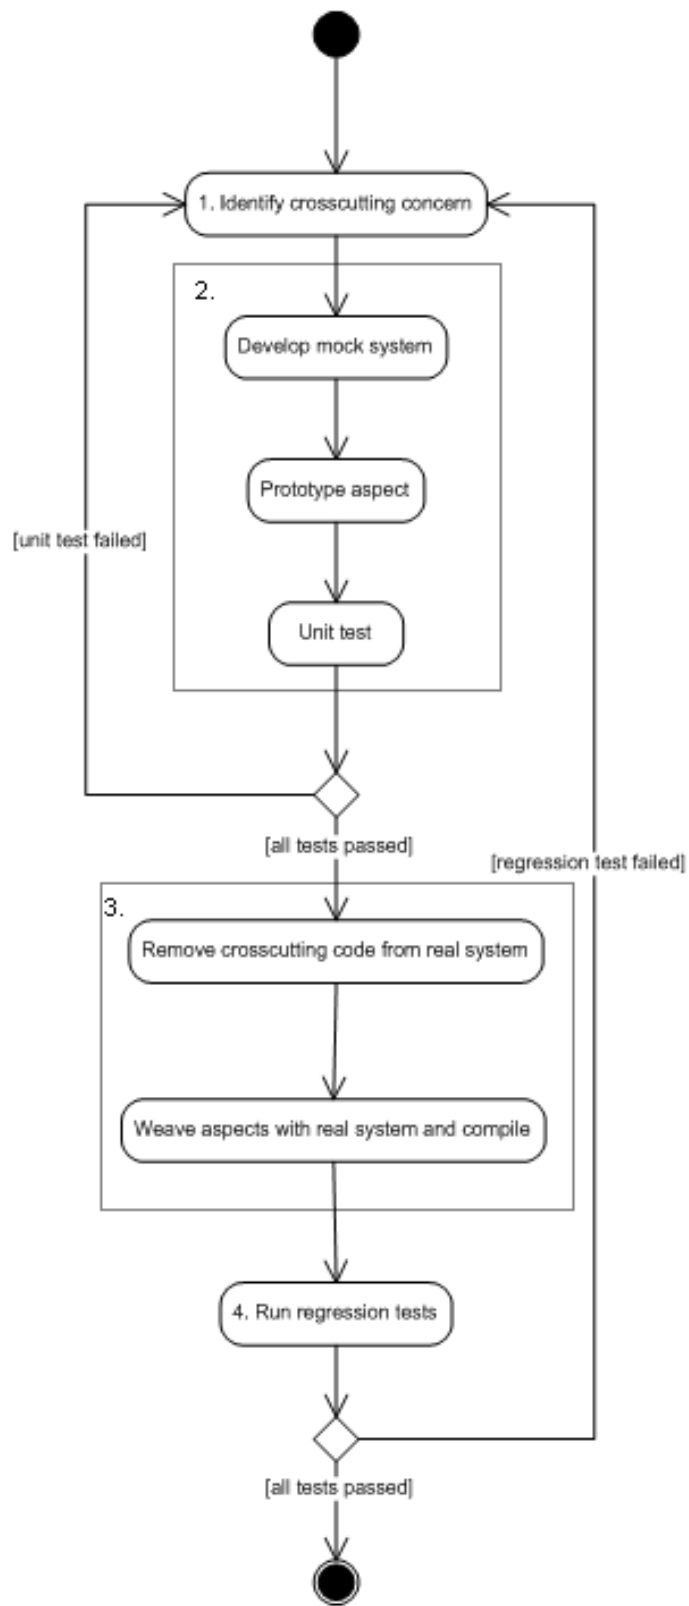 1. Identify crosscutting concern
2.
Develop mock system
Prototype aspect
[unit test failed]
Unit test
[all tests passed]
[regression test failed]
3.
Remove crosscutting code from real system
Weave aspects with real system and compile
4. Run regression tests
[all tests passed]